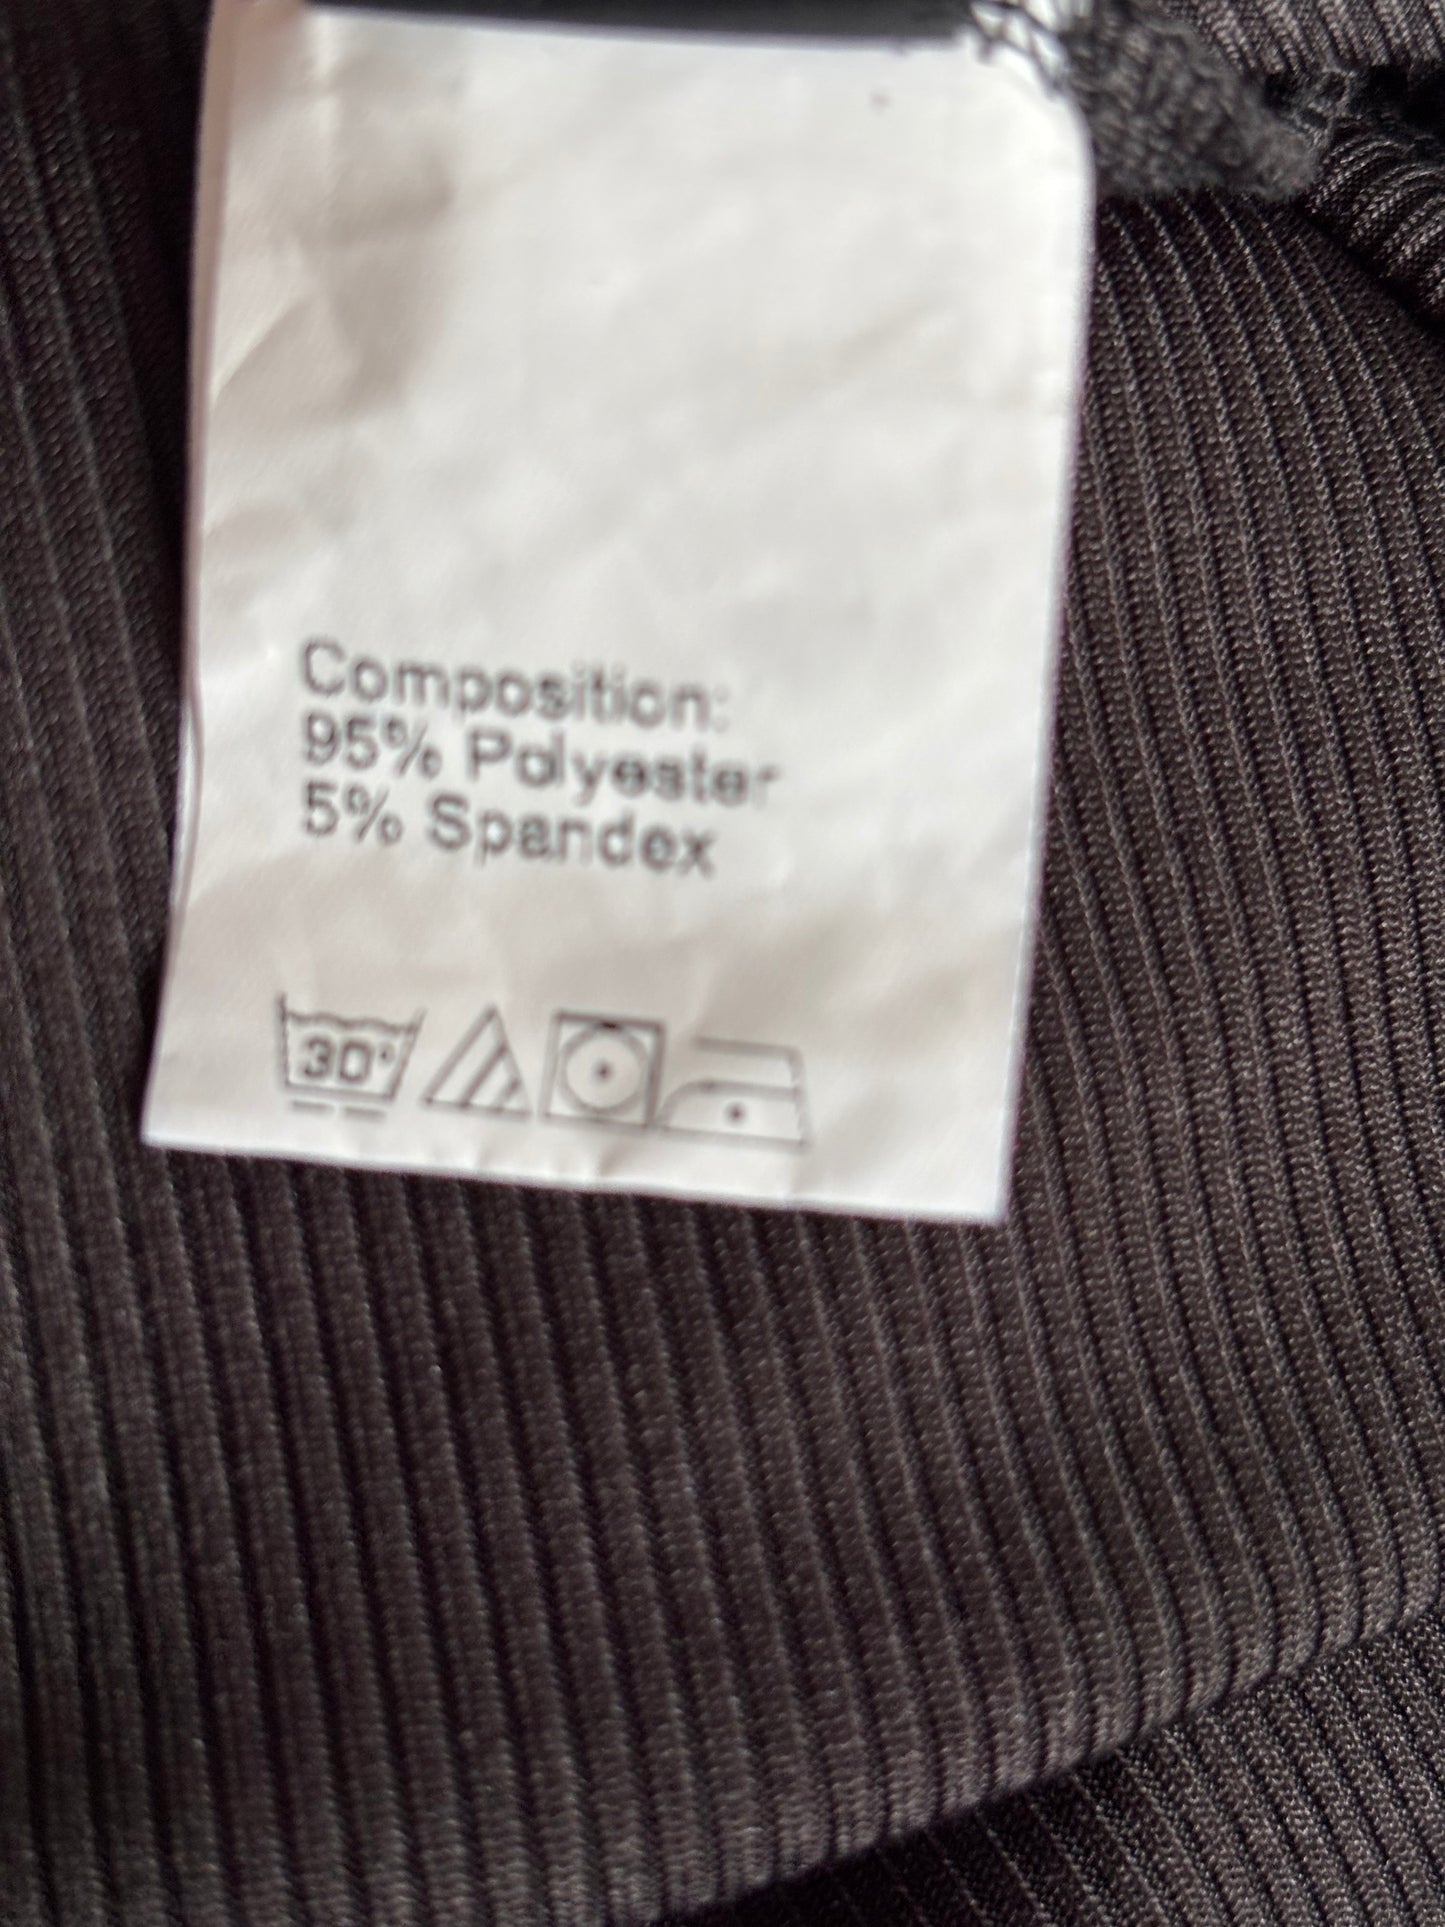 Composition:
95% Polyester
5% Spandex
30°